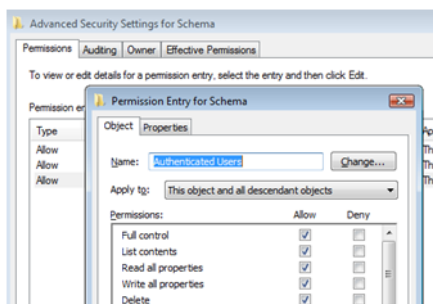 Advanced Security Settings for Schema
Permissions Auditing Owner Effective Permissions
To view or edit details for a permission entry, select the entry and then click Edit.
Permission Entry for Schema
Type
Allow
Allow
Allow
Object Properties
Name: Authenticated Users Change...
Apply to: This object and all descendant objects
Permissions: Allow Deny
Full control
List contents
Read all properties
Write all properties
Delete